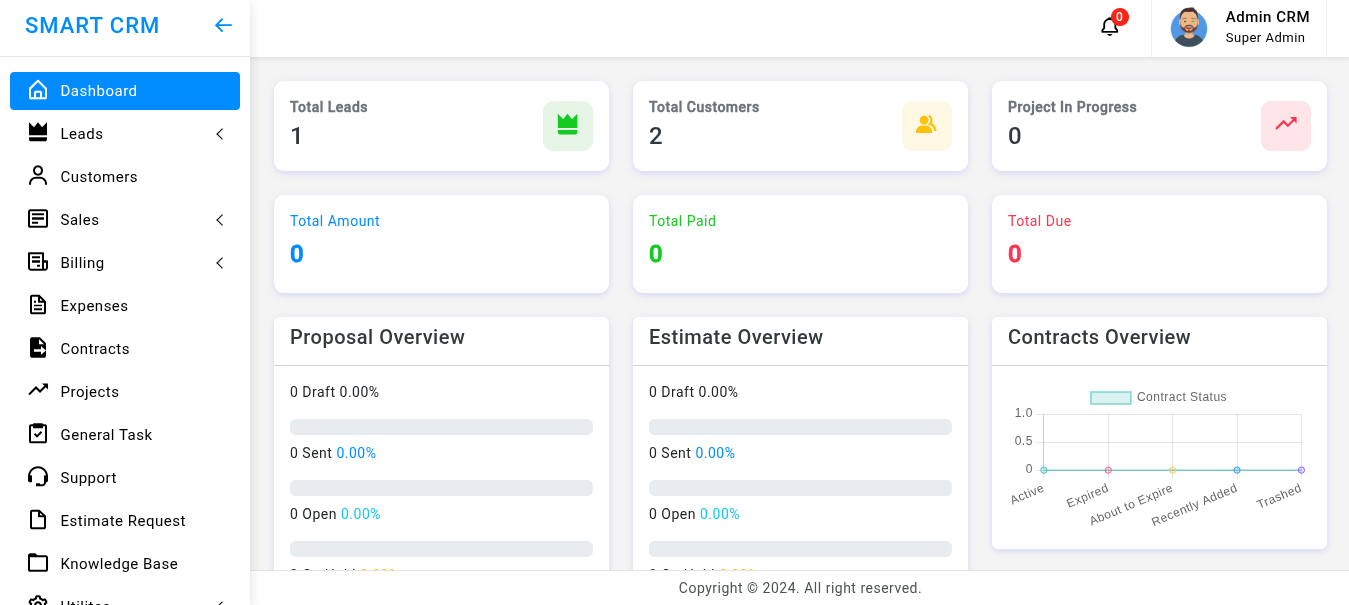 SMART CRM
Dashboard
Leads
Customers
Sales
Billing
Expenses
Contracts
Projects
General Task
Support
Estimate Request
Knowledge Base
0
Admin CRM
Super Admin
Total Leads
1
Total Customers
2
Project In Progress
0
Total Amount
0
Total Paid
0
Total Due
0
Proposal Overview
0 Draft 0.00%
0 Sent 0.00%
0 Open 0.00%
Estimate Overview
0 Draft 0.00%
0 Sent 0.00%
0 Open 0.00%
Contracts Overview
Contract Status
1.0
0.5
0
Active
Expired
About to Expire
Recently Added
Trashed
Copyright © 2024. All right reserved.